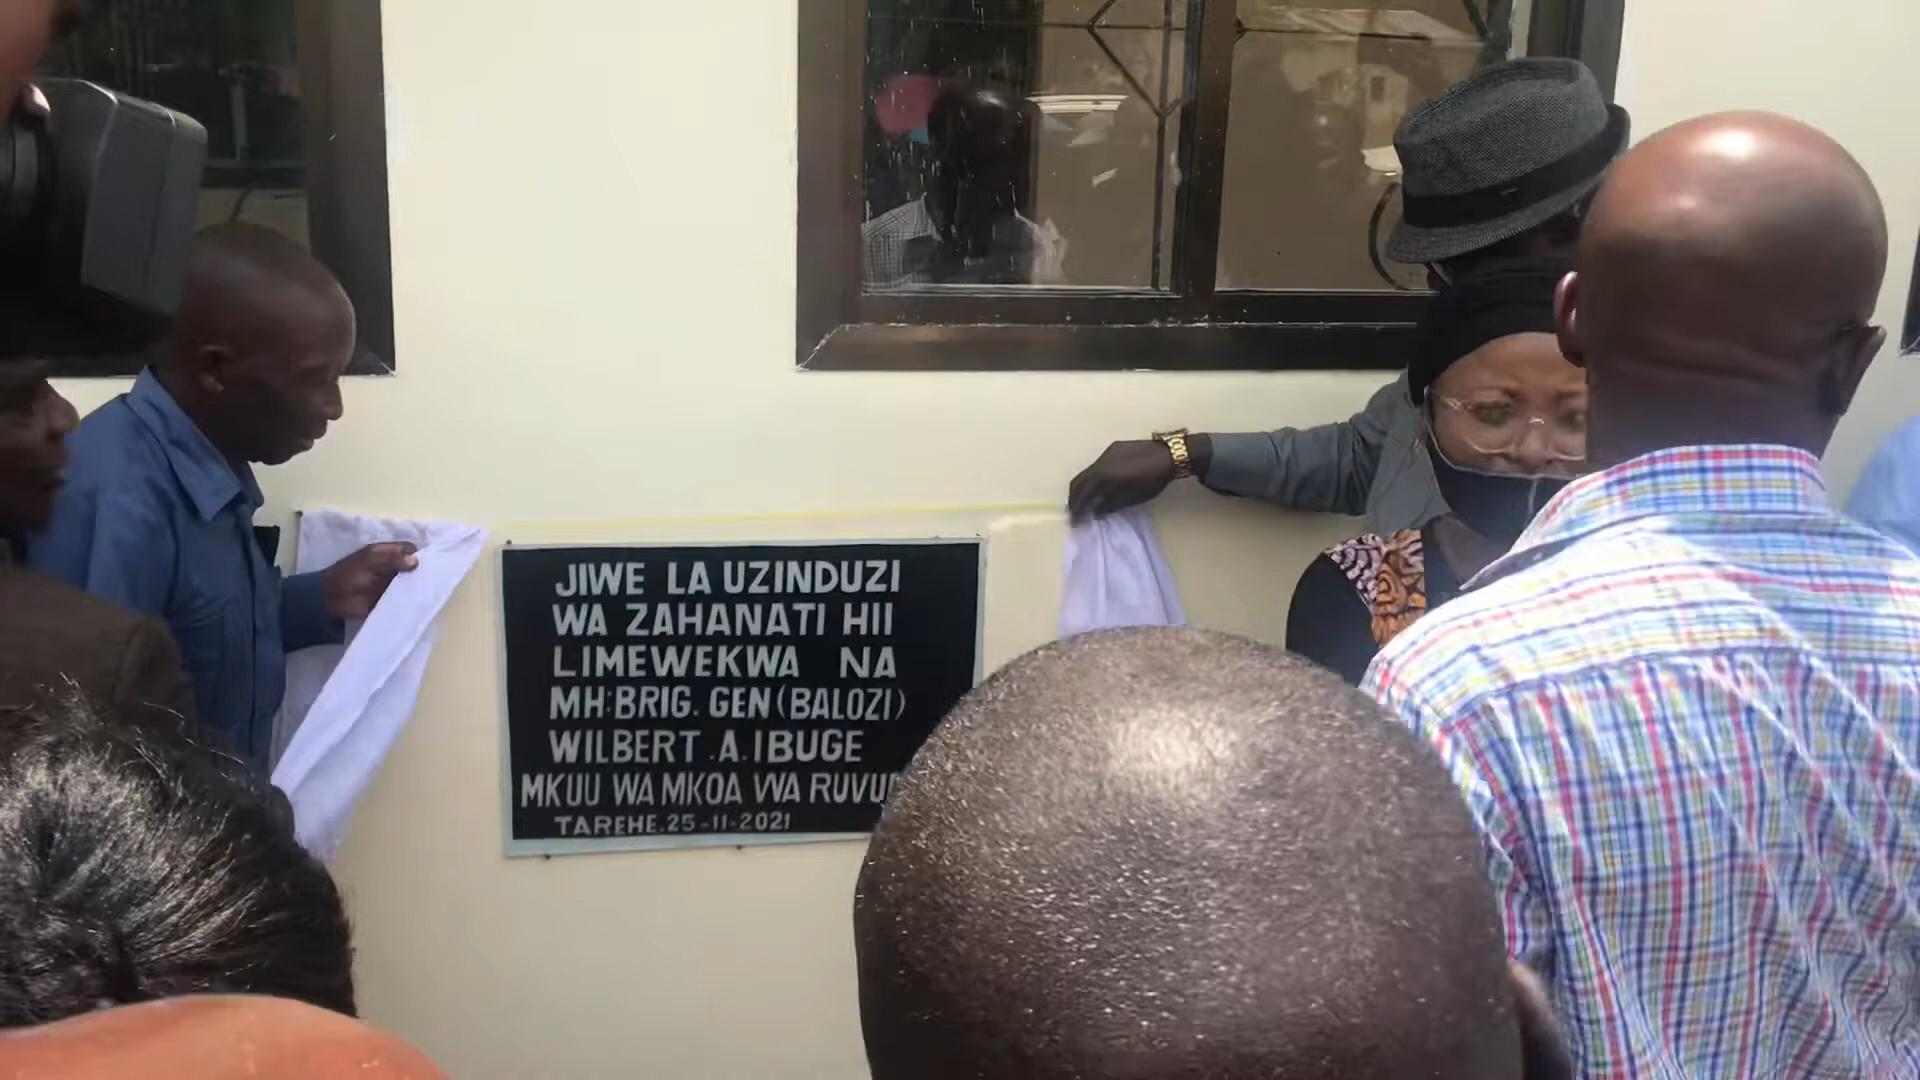 JIWE LA UZINDUZI
WA ZAHANATI HII
LIMEWEKWA NA
MH:BRIG. GEN (BALOZI)
WILBERT .A. IBUGE
MKUU WA MKOA WA
TAREHE.25-11-2021